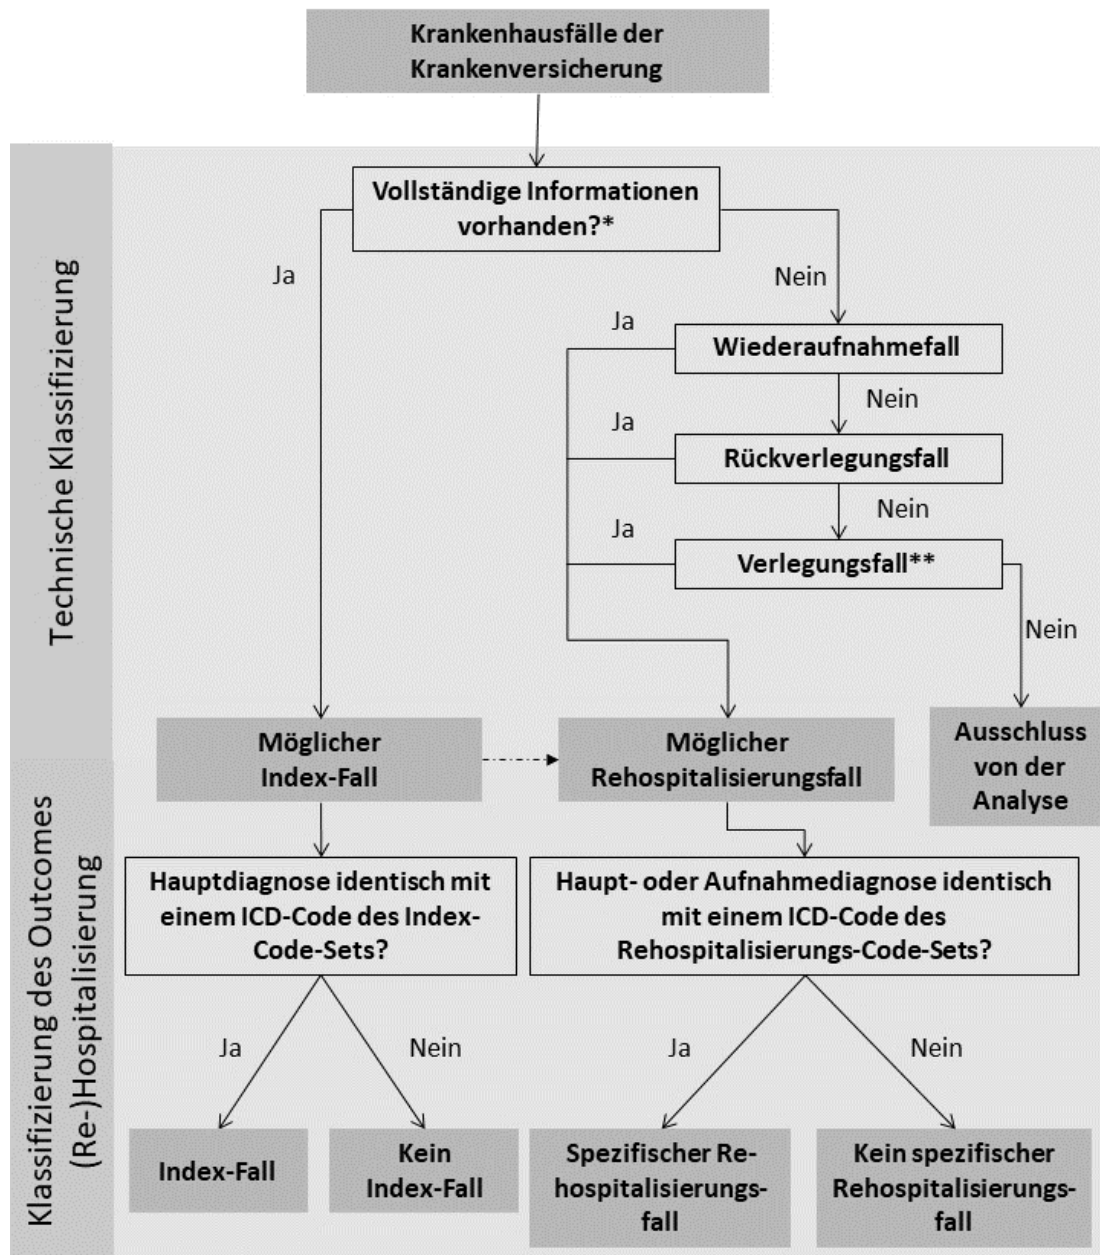 Krankenhausfälle der
Krankenversicherung
Technische Klassifizierung
Vollständige Informationen
vorhanden?*
Ja
Nein
Ja
Wiederaufnahmefall
Nein
Ja
Rückverlegungsfall
Nein
Ja
Verlegungsfall**
Nein
Möglicher
Index-Fall
Möglicher
Rehospitalisierungsfall
Ausschluss
von der
Analyse
Klassifizierung des Outcomes
(Re-)Hospitalisierung
Hauptdiagnose identisch mit
einem ICD-Code des Index-
Code-Sets?
Haupt- oder Aufnahmediagnose identisch
mit einem ICD-Code des
Rehospitalisierungs-Code-Sets?
Ja
Nein
Ja
Nein
Index-Fall
Kein
Index-Fall
Spezifischer Re-
hospitalisierungs-
fall
Kein spezifischer
Rehospitalisierungs-
fall